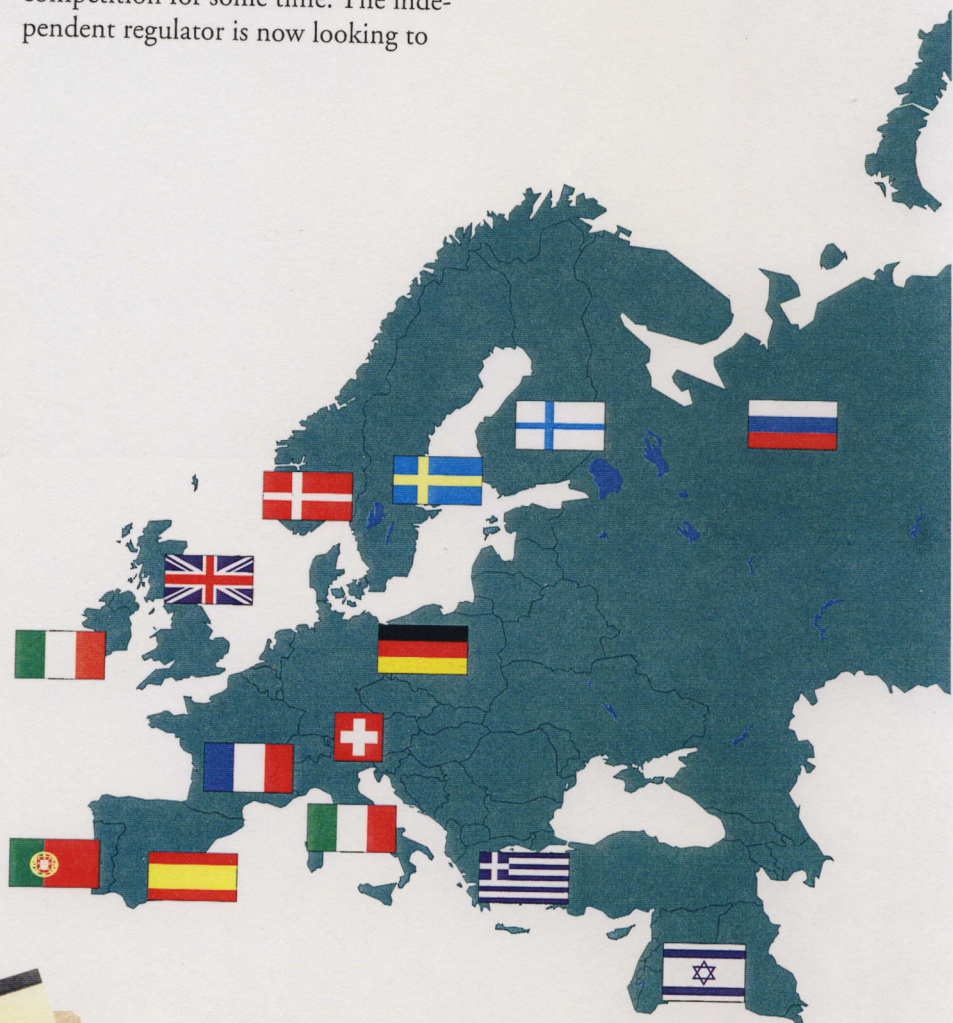 competition for some time. The inde-
pendent regulator is now looking to